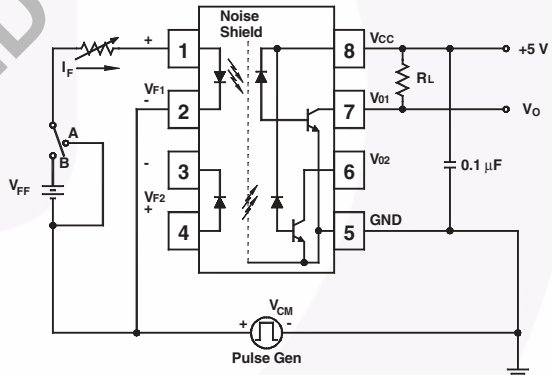 Noise
Shield
+
1
8
VCC
+5 V
IF
RL
VF1
-
2
7
V01
VO
A
B
-
3
6
V02
VFF
VF2
+
4
5
GND
0.1 μF
VCM
+
-
Pulse Gen